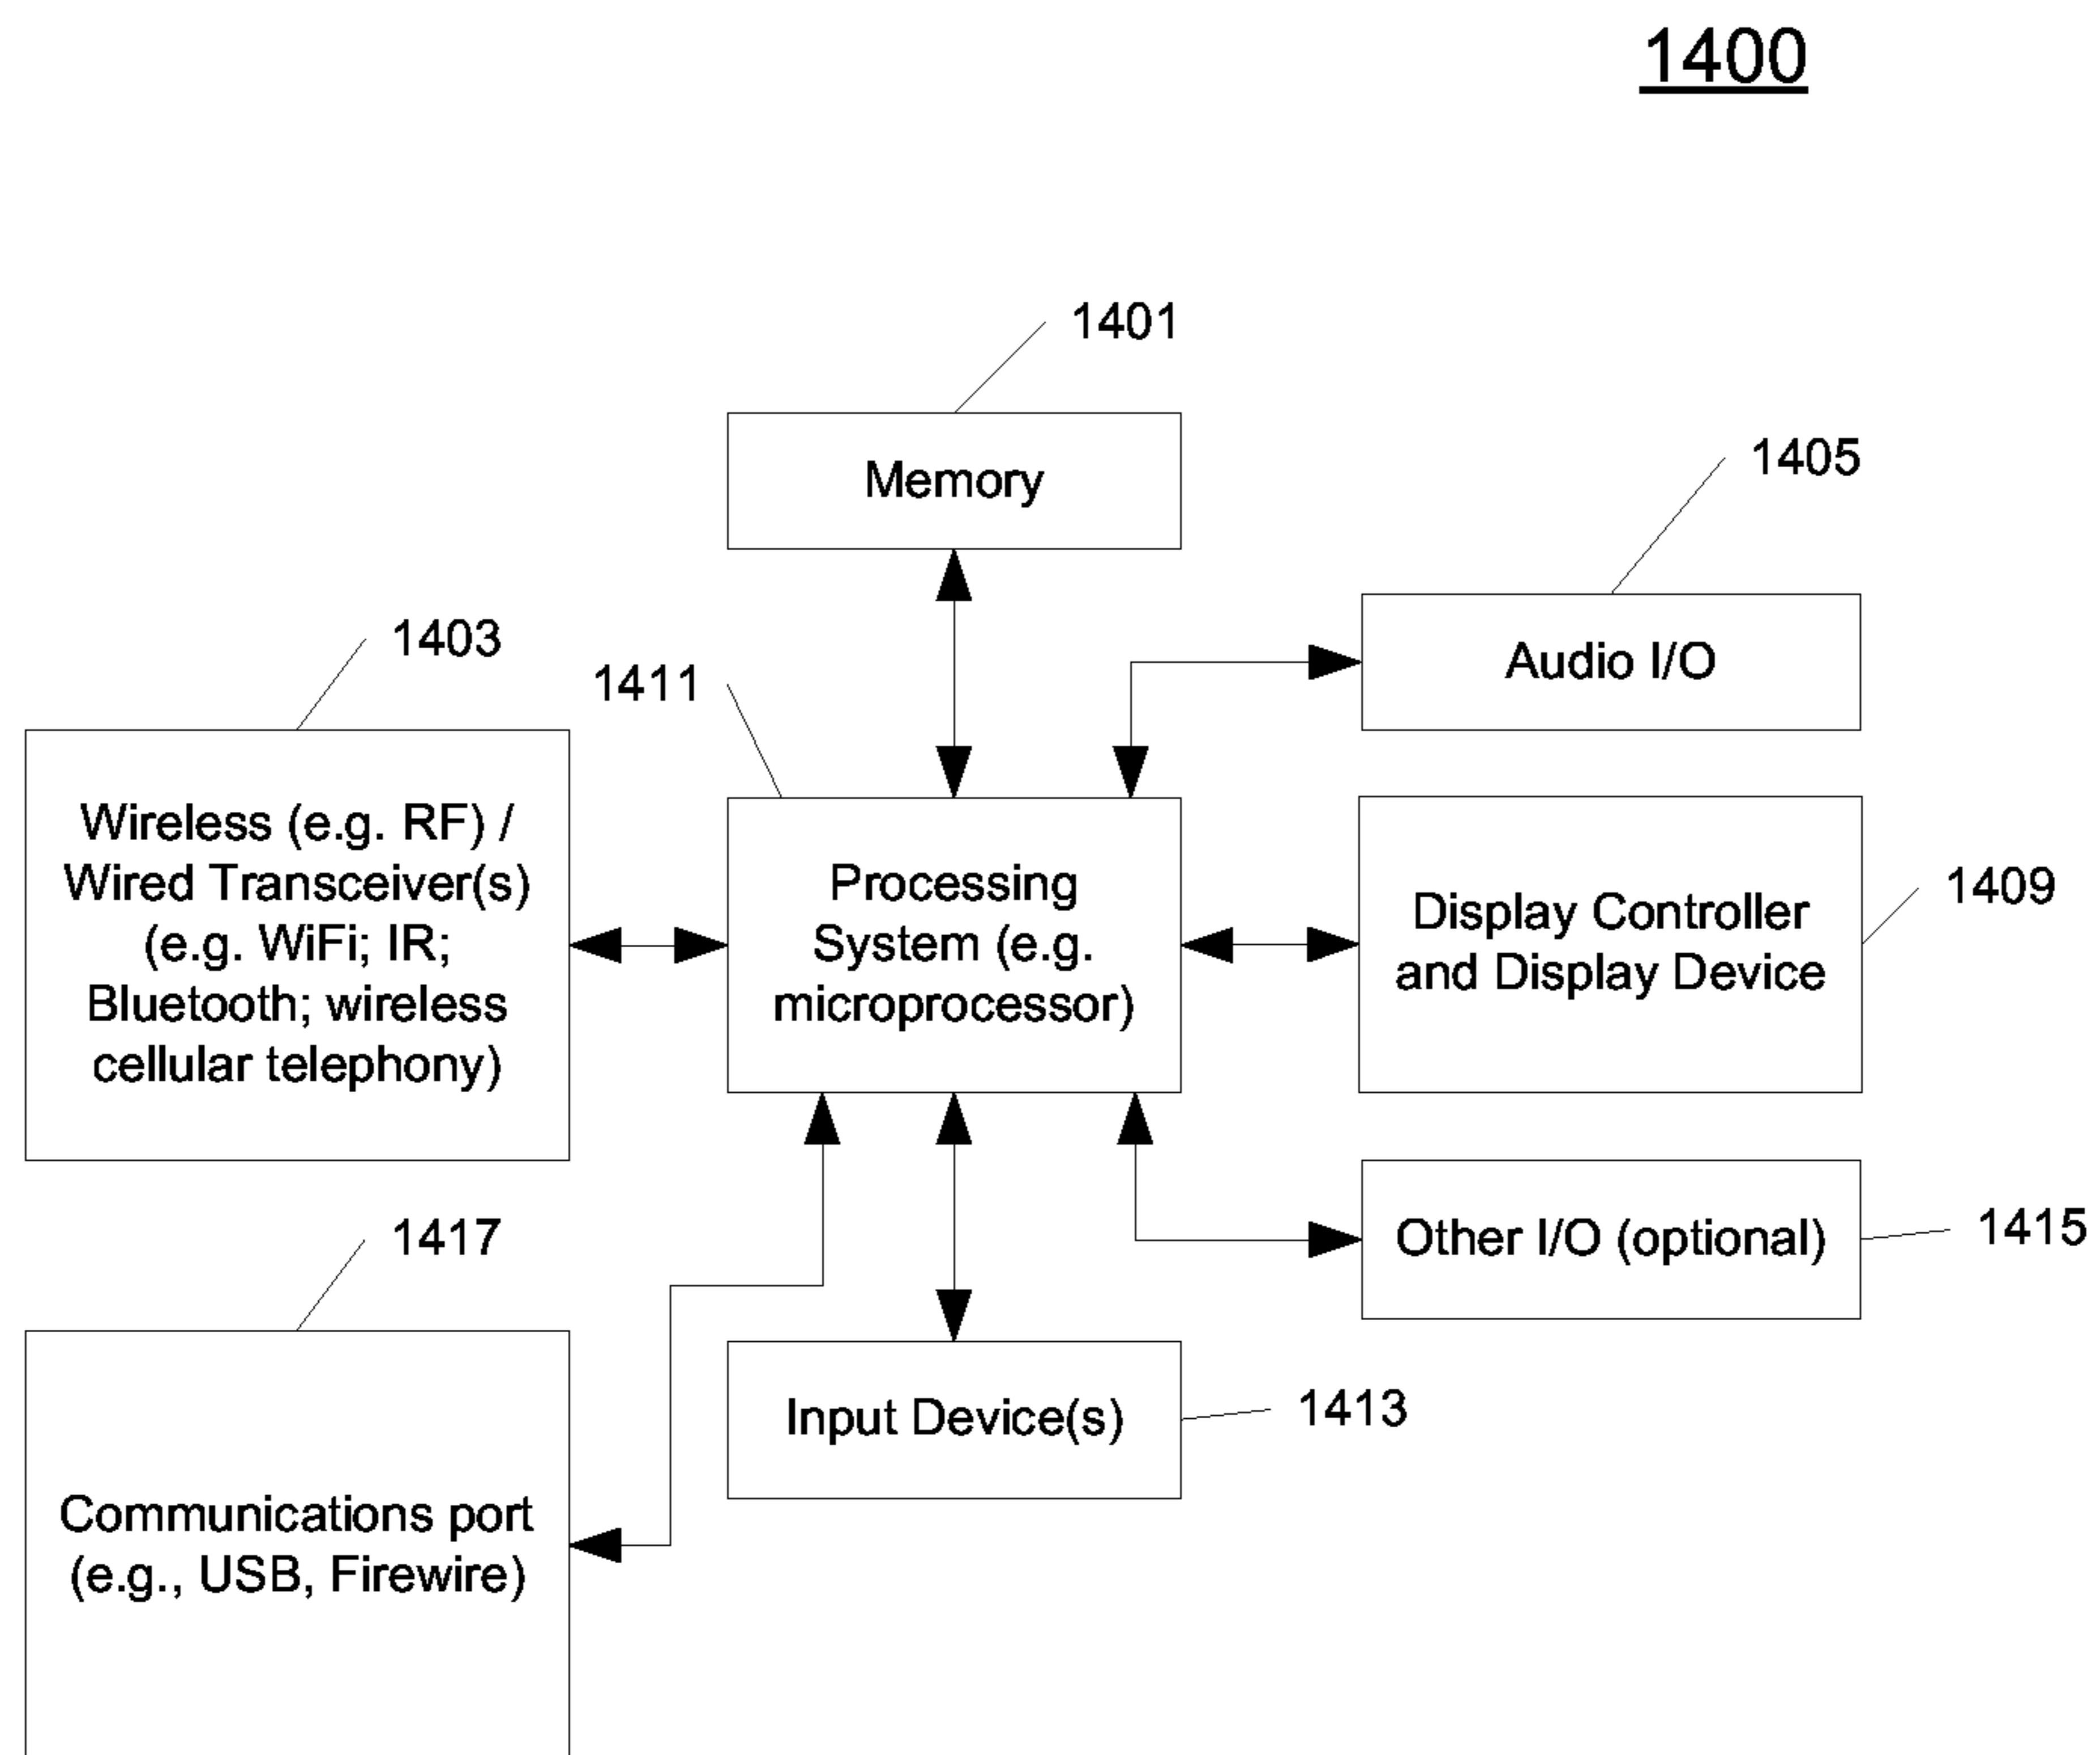 1400
1401
Memory
1405
Audio I/O
1403
1411
Wireless (e.g. RF) /
Wired Transceiver(s)
(e.g. WiFi; IR;
Bluetooth; wireless
cellular telephony)
Processing
System (e.g.
microprocessor)
1409
Display Controller
and Display Device
1417
Other I/O (optional)
1415
Input Device(s)
1413
Communications port
(e.g., USB, Firewire)